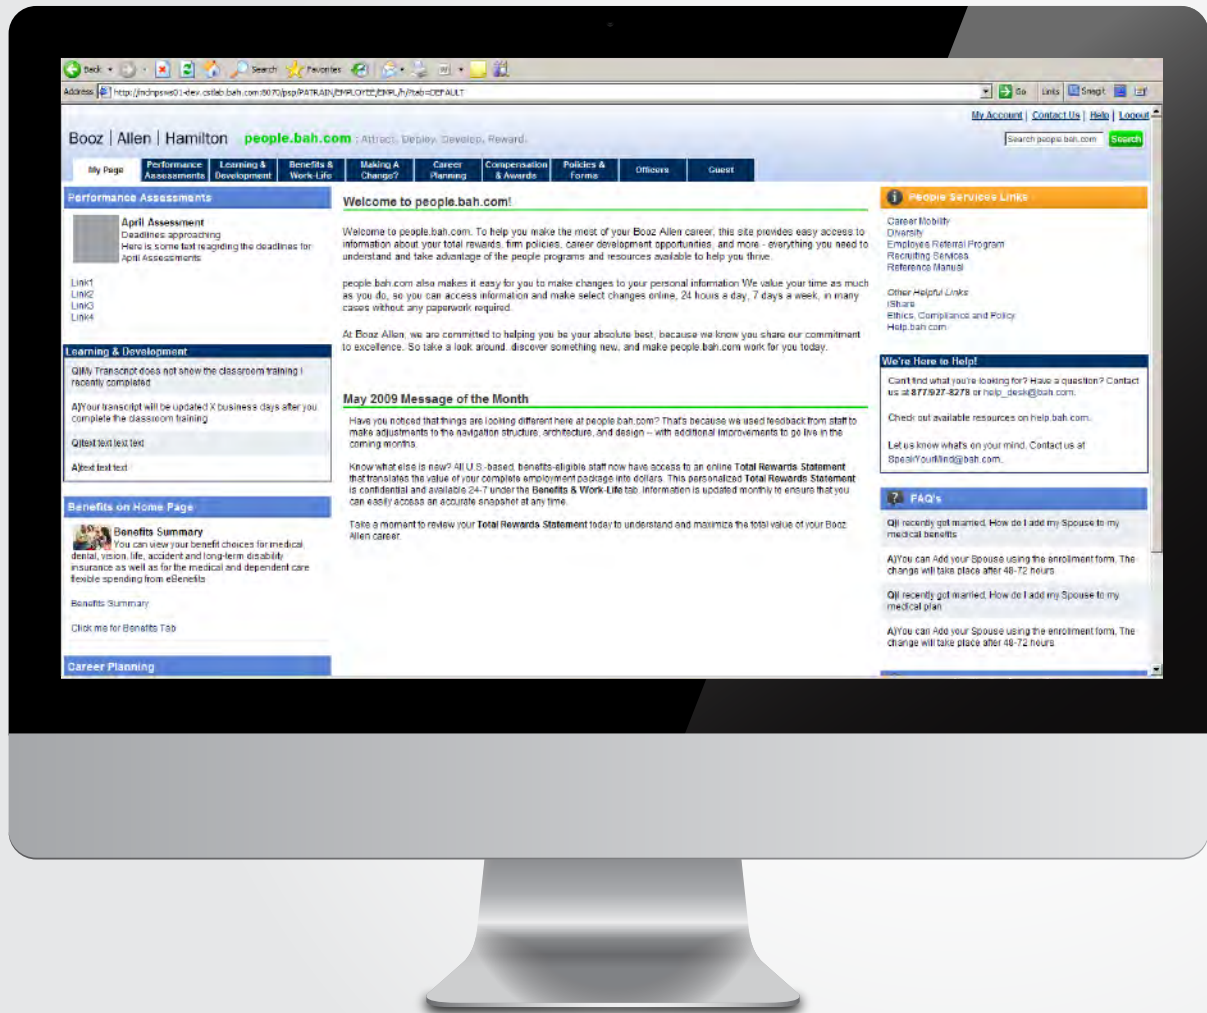 Back Search Favorites
Address http://indnpsws01-dev.cstlab.bah.com:8070/psp/PATRAIN/EMPLOYEE/EMPL/h/?tab=DEFAULT Go Links SnagIt
My Account | Contact Us | Help | Logout
Booz | Allen | Hamilton people.bah.com : Attract. Deploy. Develop. Reward.
Search people.bah.com Search
My Page Performance Assessments Learning & Development Benefits & Work-Life Making A Change? Career Planning Compensation & Awards Policies & Forms Officers Guest
Performance Assessments
April Assessment
Deadlines approaching
Here is some text reagriding the deadlines for
April Assessments
Link1
Link2
Link3
Link4
Learning & Development
Q)My Transcript does not show the classroom training I
recently completed
A)Your transcript will be updated X business days after you
complete the classroom training
Q)text text text text
A)text text text
Benefits on Home Page
Benefits Summary
You can view your benefit choices for medical,
dental, vision, life, accident and long-term disability
insurance as well as for the medical and dependent care
flexible spending from eBenefits
Benefits Summary
Click me for Benefits Tab
Career Planning
Welcome to people.bah.com!
Welcome to people.bah.com. To help you make the most of your Booz Allen career, this site provides easy access to
information about your total rewards, firm policies, career development opportunities, and more - everything you need to
understand and take advantage of the people programs and resources available to help you thrive.
people.bah.com also makes it easy for you to make changes to your personal information We value your time as much
as you do, so you can access information and make select changes online, 24 hours a day, 7 days a week, in many
cases without any paperwork required.
At Booz Allen, we are committed to helping you be your absolute best, because we know you share our commitment
to excellence. So take a look around, discover something new, and make people.bah.com work for you today.
May 2009 Message of the Month
Have you noticed that things are looking different here at people.bah.com? That's because we used feedback from staff to
make adjustments to the navigation structure, architecture, and design – with additional improvements to go live in the
coming months.
Know what else is new? All U.S.-based, benefits-eligible staff now have access to an online Total Rewards Statement
that translates the value of your complete employment package into dollars. This personalized Total Rewards Statement
is confidential and available 24-7 under the Benefits & Work-Life tab. Information is updated monthly to ensure that you
can easily access an accurate snapshot at any time.
Take a moment to review your Total Rewards Statement today to understand and maximize the total value of your Booz
Allen career.
People Services Links
Career Mobility
Diversity
Employee Referral Program
Recruiting Services
Reference Manual
Other Helpful Links
iShare
Ethics, Compliance and Policy
Help.bah.com
We're Here to Help!
Can't find what you're looking for? Have a question? Contact
us at 877/927-8278 or help_desk@bah.com.
Check out available resources on help.bah.com.
Let us know what's on your mind. Contact us at
SpeakYourMind@bah.com.
FAQ's
Q)I recently got married, How do I add my Spouse to my
medical benefits
A)You can Add your Spouse using the enrollment form, The
change will take place after 48-72 hours
Q)I recently got married, How do I add my Spouse to my
medical plan
A)You can Add your Spouse using the enrollment form, The
change will take place after 48-72 hours